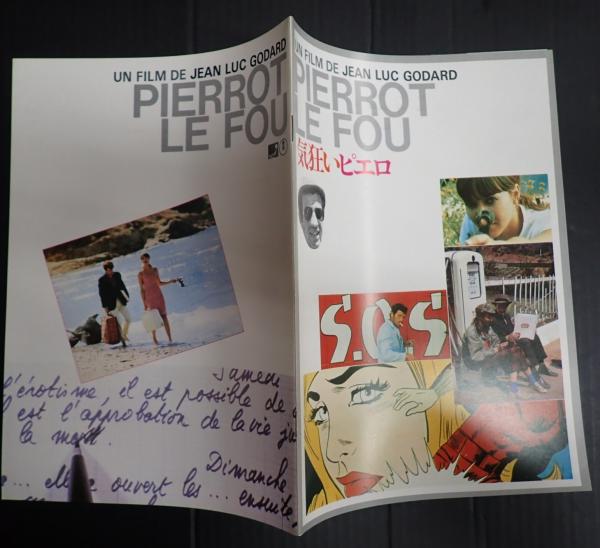 UN FILM DE JEAN LUC GODARD
PIERROT
LE FOU
Samedi
l'érotisme, il est possible de
est l'approbation de la vie
la mort.
Dimanche
ouvert les ... ensuite,
UN FILM DE JEAN LUC GODARD
PIERROT
LE FOU
気狂いピエロ
S.O.S